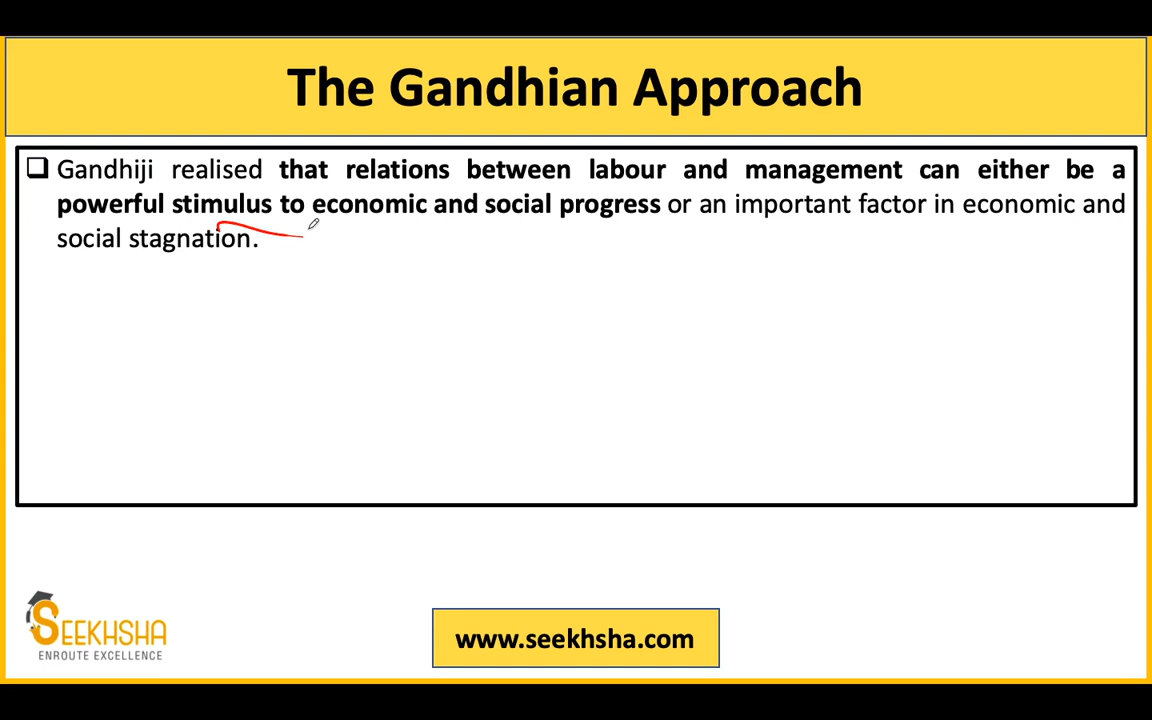 The Gandhian Approach
Gandhiji realised that relations between labour and management can either be a
powerful stimulus to economic and social progress or an important factor in economic and
social stagnation.
SEEKHSHA
ENROUTE EXCELLENCE
www.seekhsha.com